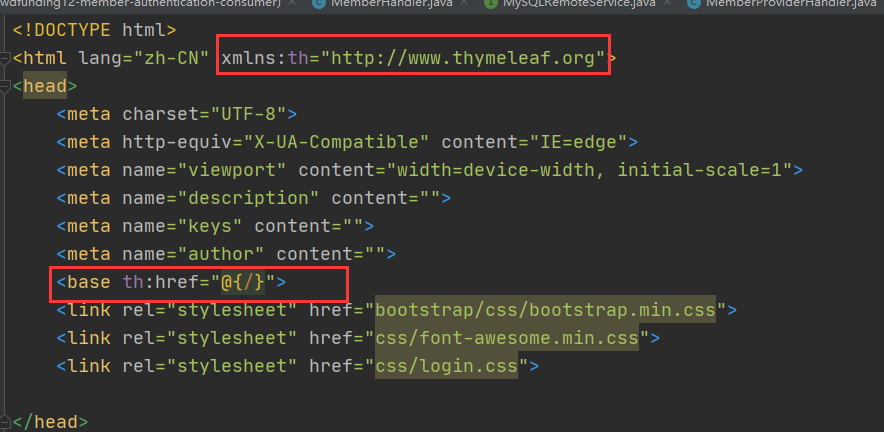 wdfunding12-member-authentication-consumer) MemberHandler.java MySQLRemoteService.java MemberProviderHandler.java
<!DOCTYPE html>
<html lang="zh-CN" xmlns:th="http://www.thymeleaf.org">
<head>
    <meta charset="UTF-8">
    <meta http-equiv="X-UA-Compatible" content="IE=edge">
    <meta name="viewport" content="width=device-width, initial-scale=1">
    <meta name="description" content="">
    <meta name="keys" content="">
    <meta name="author" content="">
    <base th:href="@{/}">
    <link rel="stylesheet" href="bootstrap/css/bootstrap.min.css">
    <link rel="stylesheet" href="css/font-awesome.min.css">
    <link rel="stylesheet" href="css/login.css">
</head>